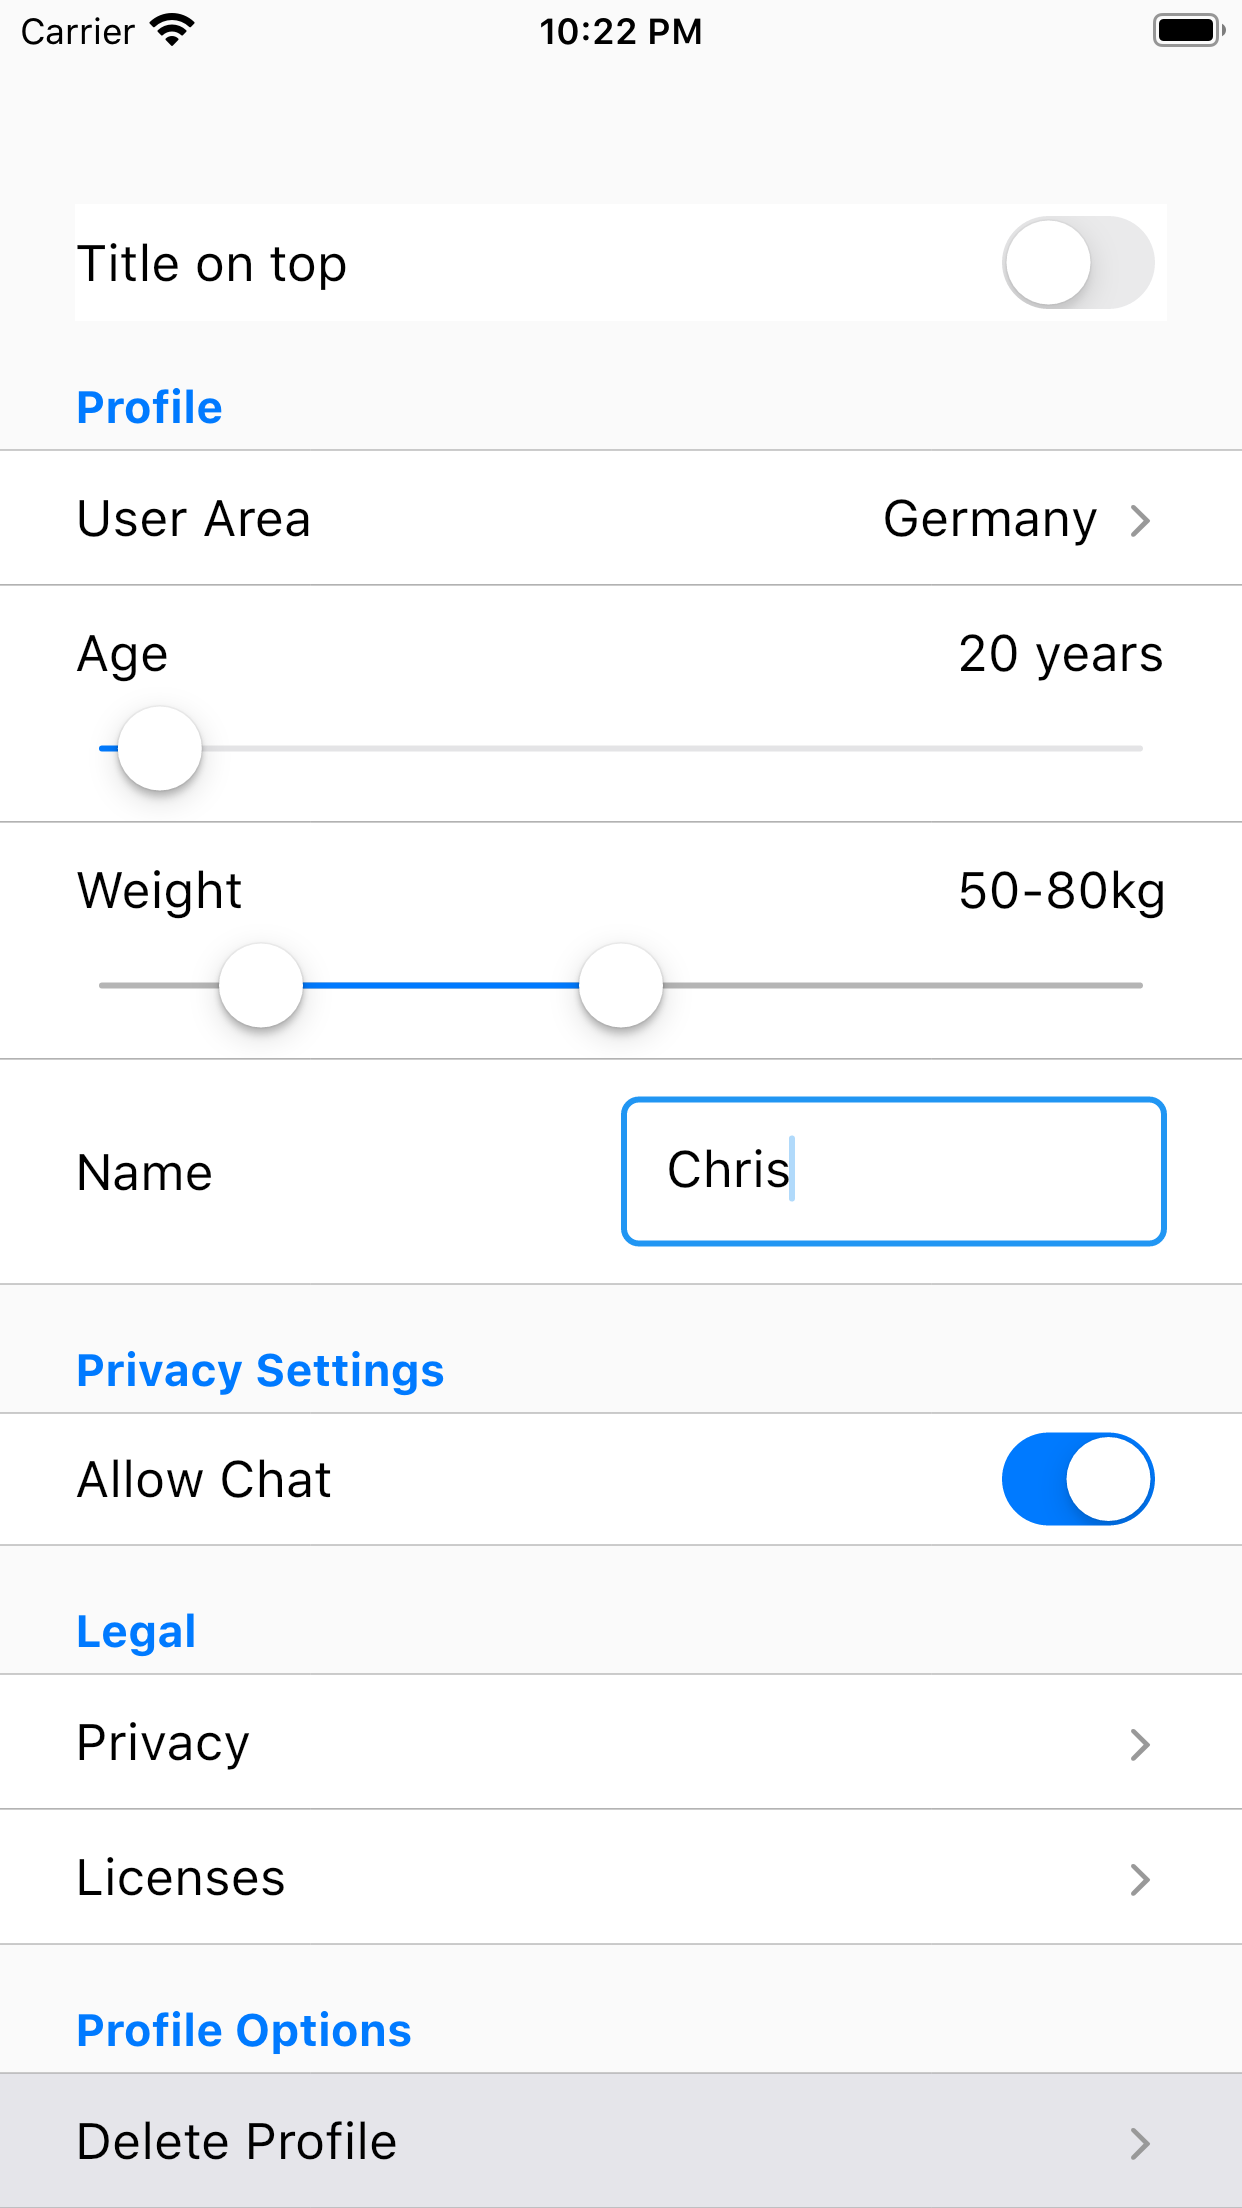 Carrier 10:22 PM
Title on top
Profile
User Area Germany
Age 20 years
Weight 50-80kg
Name Chris
Privacy Settings
Allow Chat
Legal
Privacy
Licenses
Profile Options
Delete Profile